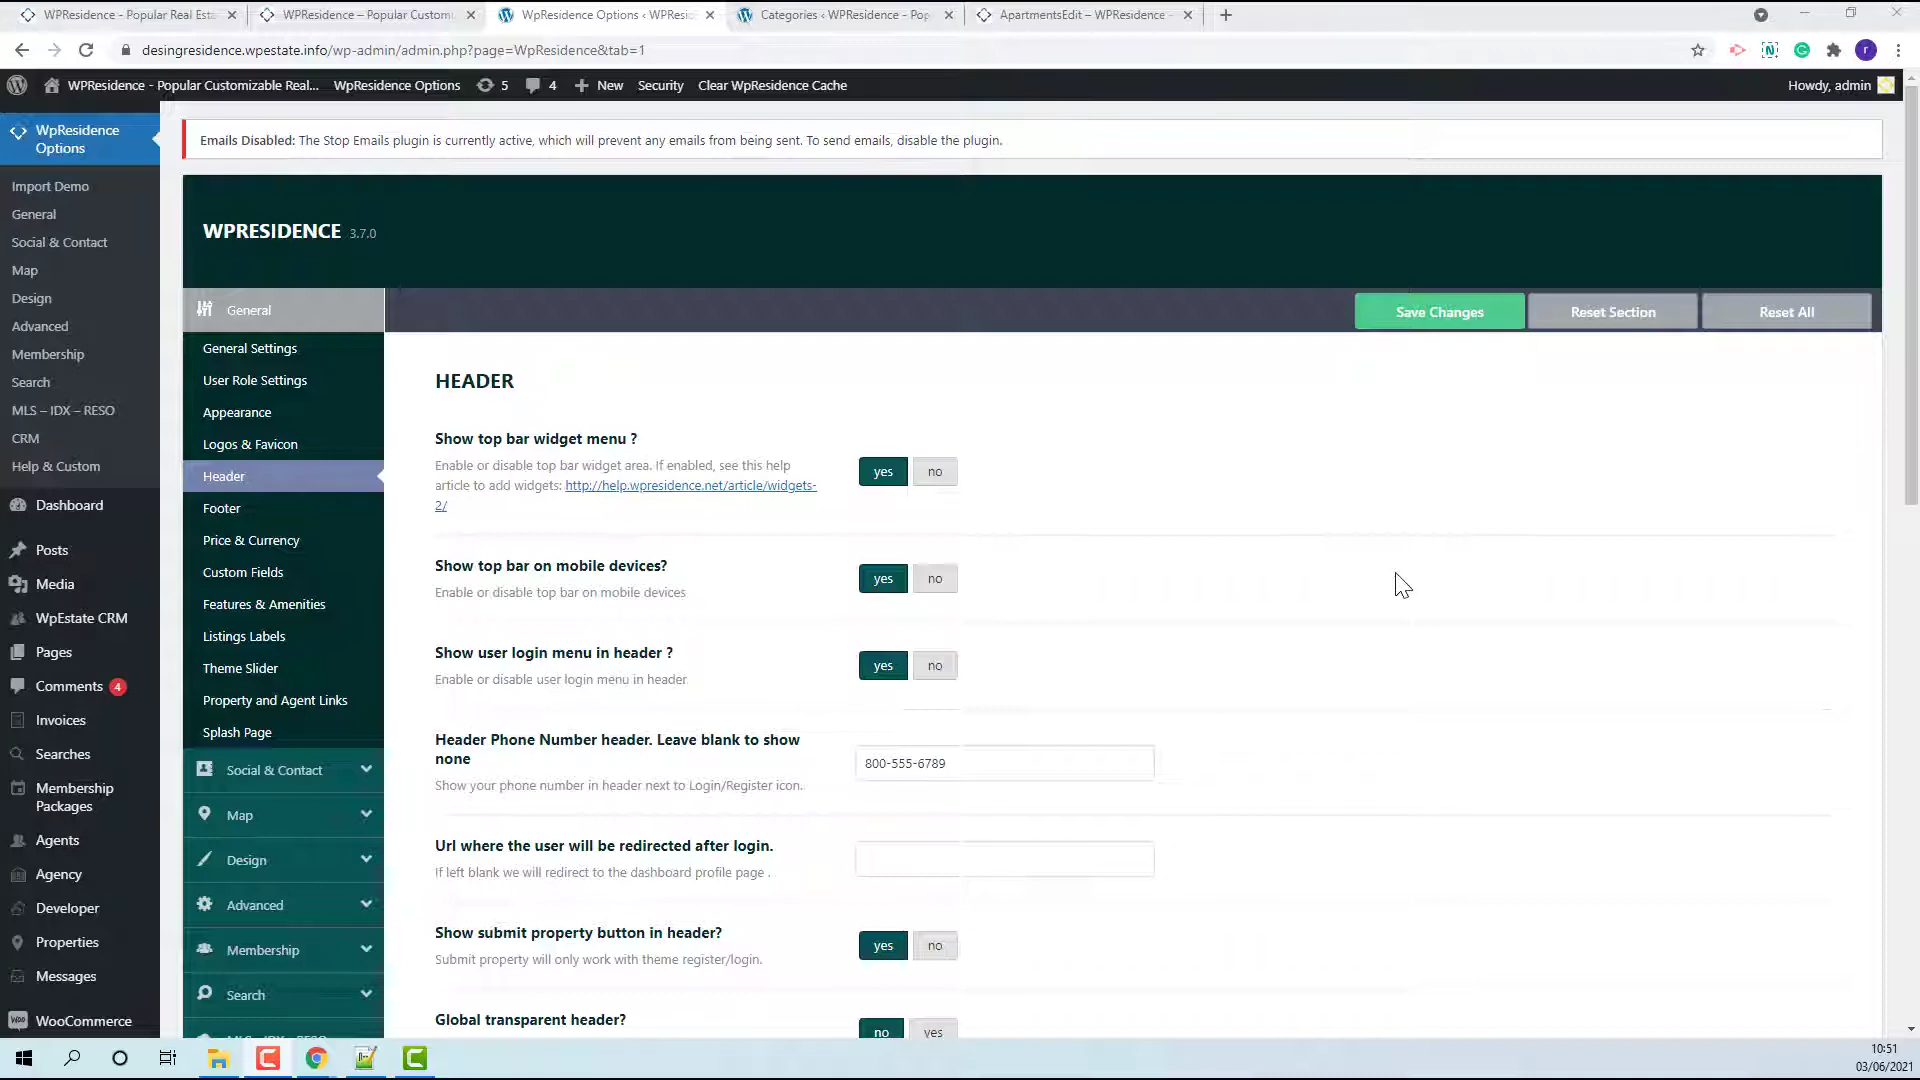 WPResidence - Popular Real Esta
WPResidence – Popular Customi
WpResidence Options ‹ WPResi
Categories ‹ WPResidence - Pop
ApartmentsEdit – WPResidence -
desingresidence.wpestate.info/wp-admin/admin.php?page=WpResidence&tab=1
r
WPResidence - Popular Customizable Real...
WpResidence Options
5
4
New
Security
Clear WpResidence Cache
Howdy, admin
WpResidence
Options
Import Demo
General
Social & Contact
Map
Design
Advanced
Membership
Search
MLS – IDX – RESO
CRM
Help & Custom
Dashboard
Posts
Media
WpEstate CRM
Pages
Comments 4
Invoices
Searches
Membership
Packages
Agents
Agency
Developer
Properties
Messages
WooCommerce
Emails Disabled: The Stop Emails plugin is currently active, which will prevent any emails from being sent. To send emails, disable the plugin.
WPRESIDENCE 3.7.0
General
General Settings
User Role Settings
Appearance
Logos & Favicon
Header
Footer
Price & Currency
Custom Fields
Features & Amenities
Listings Labels
Theme Slider
Property and Agent Links
Splash Page
Social & Contact
Map
Design
Advanced
Membership
Search
MLS - IDX - RESO
Save Changes
Reset Section
Reset All
HEADER
Show top bar widget menu ?
Enable or disable top bar widget area. If enabled, see this help
article to add widgets: http://help.wpresidence.net/article/widgets-
2/
yes no
Show top bar on mobile devices?
Enable or disable top bar on mobile devices
yes no
Show user login menu in header ?
Enable or disable user login menu in header
yes no
Header Phone Number header. Leave blank to show
none
Show your phone number in header next to Login/Register icon.
800-555-6789
Url where the user will be redirected after login.
If left blank we will redirect to the dashboard profile page .
Show submit property button in header?
Submit property will only work with theme register/login.
yes no
Global transparent header?
no yes
10:51
03/06/2021